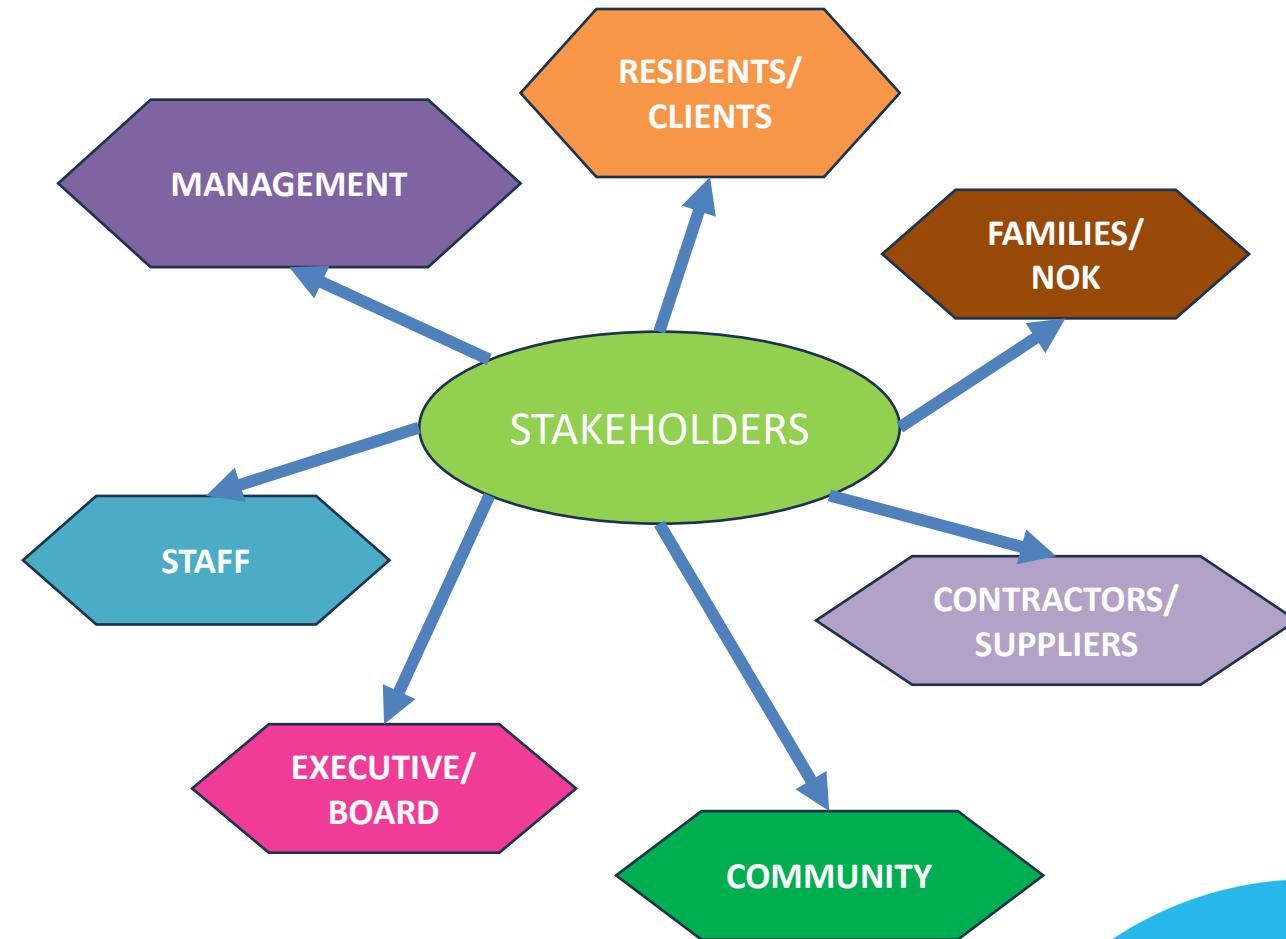 RESIDENTS/
CLIENTS
MANAGEMENT
FAMILIES/
NOK
STAKEHOLDERS
STAFF
CONTRACTORS/
SUPPLIERS
EXECUTIVE/
BOARD
COMMUNITY